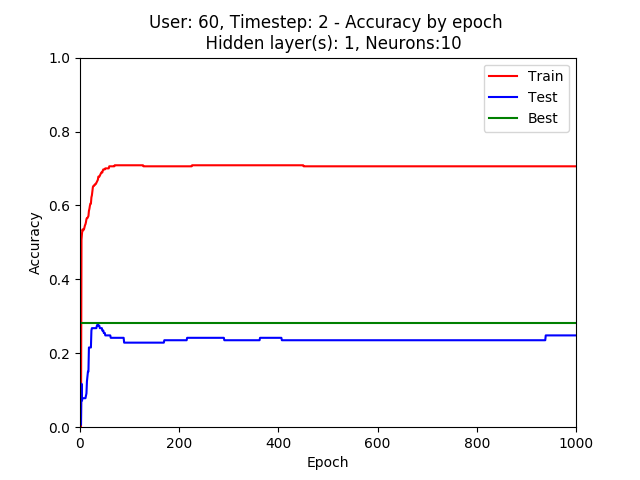 User: 60, Timestep: 2 - Accuracy by epoch
Hidden layer(s): 1, Neurons:10
1.0
0.8
0.6
0.4
0.2
0.0
Accuracy
Train
Test
Best
0
200
400
600
800
1000
Epoch